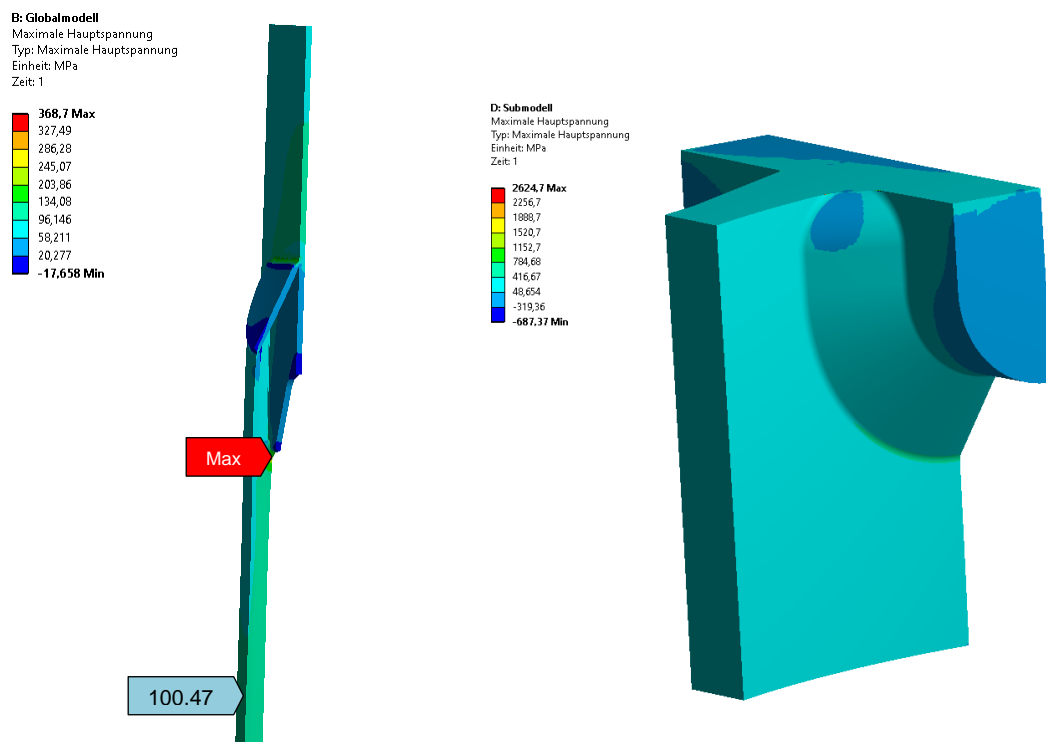 B: Globalmodell
Maximale Hauptspannung
Typ: Maximale Hauptspannung
Einheit: MPa
Zeit: 1
368,7 Max
327,49
286,28
245,07
203,86
134,08
96,146
58,211
20,277
-17,658 Min
Max
100.47
D: Submodell
Maximale Hauptspannung
Typ: Maximale Hauptspannung
Einheit: MPa
Zeit: 1
2624,7 Max
2256,7
1888,7
1520,7
1152,7
784,68
416,67
48,654
-319,36
-687,37 Min